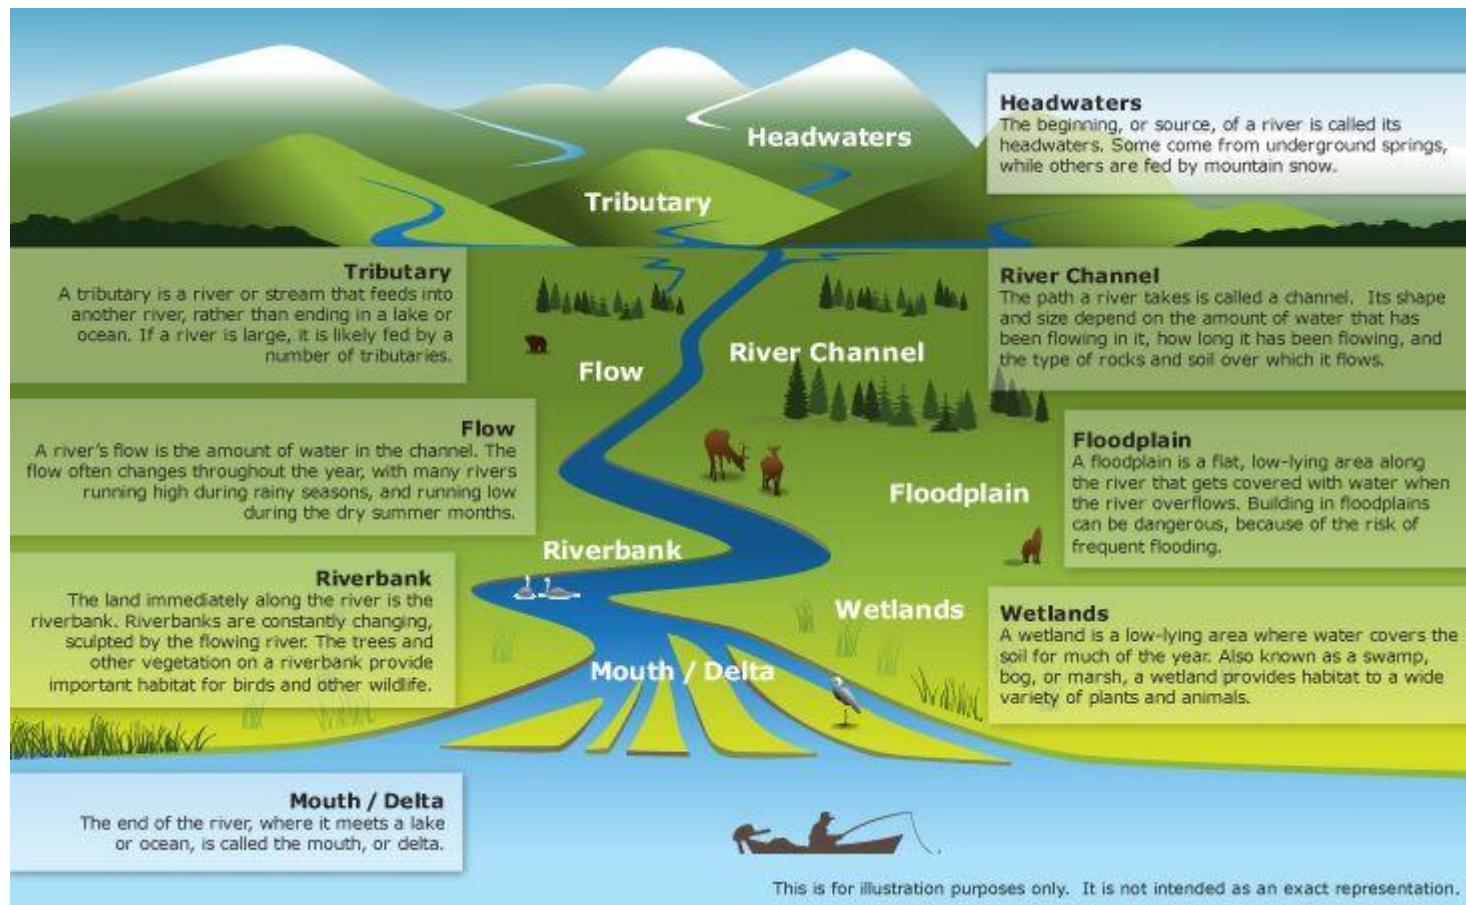 Headwaters
The beginning, or source, of a river is called its
headwaters. Some come from underground springs,
while others are fed by mountain snow.
Headwaters
Tributary
Tributary
A tributary is a river or stream that feeds into
another river, rather than ending in a lake or
ocean. If a river is large, it is likely fed by a
number of tributaries.
River Channel
The path a river takes is called a channel. Its shape
and size depend on the amount of water that has
been flowing in it, how long it has been flowing, and
the type of rocks and soil over which it flows.
River Channel
Flow
Flow
A river's flow is the amount of water in the channel. The
flow often changes throughout the year, with many rivers
running high during rainy seasons, and running low
during the dry summer months.
Floodplain
A floodplain is a flat, low-lying area along
the river that gets covered with water when
the river overflows. Building in floodplains
can be dangerous, because of the risk of
frequent flooding.
Floodplain
Riverbank
Riverbank
The land immediately along the river is the
riverbank. Riverbanks are constantly changing,
sculpted by the flowing river. The trees and
other vegetation on a riverbank provide
important habitat for birds and other wildlife.
Wetlands
Wetlands
A wetland is a low-lying area where water covers the
soil for much of the year. Also known as a swamp,
bog, or marsh, a wetland provides habitat to a wide
variety of plants and animals.
Mouth / Delta
Mouth / Delta
The end of the river, where it meets a lake
or ocean, is called the mouth, or delta.
This is for illustration purposes only. It is not intended as an exact representation.